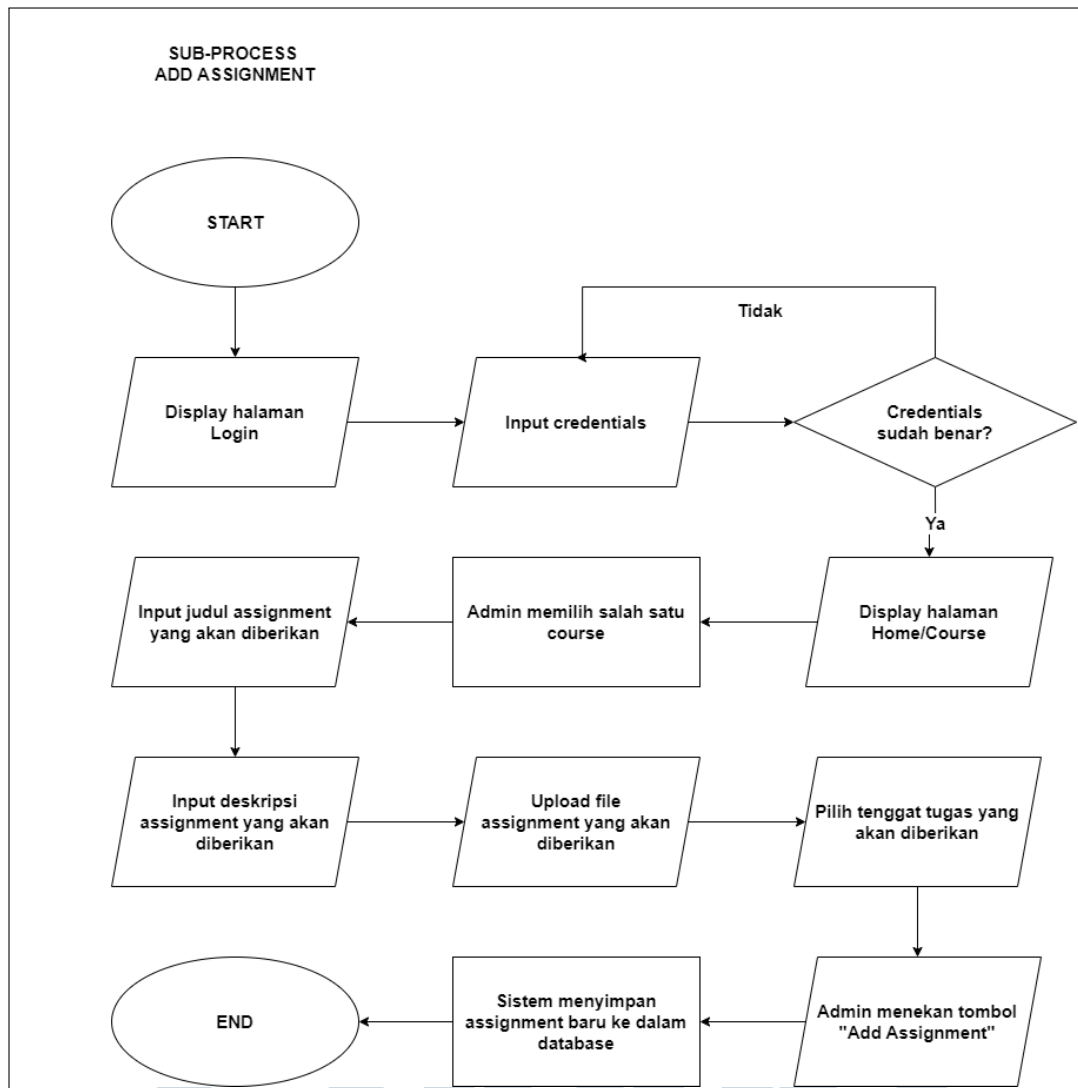 SUB-PROCESS
ADD ASSIGNMENT
START
Display halaman
Login
Input credentials
Tidak
Credentials
sudah benar?
Ya
Display halaman
Home/Course
Admin memilih salah satu
course
Input judul assignment
yang akan diberikan
Input deskripsi
assignment yang akan
diberikan
Upload file
assignment yang akan
diberikan
Pilih tenggat tugas yang
akan diberikan
Admin menekan tombol
"Add Assignment"
Sistem menyimpan
assignment baru ke dalam
database
END